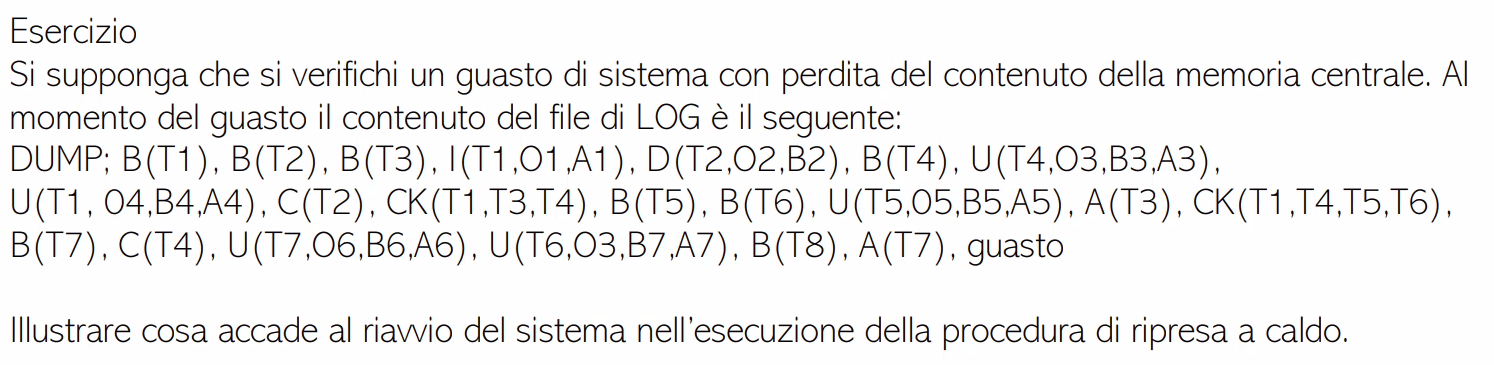 Esercizio
Si supponga che si verifichi un guasto di sistema con perdita del contenuto della memoria centrale. Al
momento del guasto il contenuto del file di LOG è il seguente:
DUMP; B(T1), B(T2), B(T3), I(T1,O1,A1), D(T2,O2,B2), B(T4), U(T4,O3,B3,A3),
U(T1, 04,B4,A4), C(T2), CK(T1,T3,T4), B(T5), B(T6), U(T5,05,B5,A5), A(T3), CK(T1,T4,T5,T6),
B(T7), C(T4), U(T7,O6,B6,A6), U(T6,O3,B7,A7), B(T8), A(T7), guasto
Illustrare cosa accade al riavvio del sistema nell'esecuzione della procedura di ripresa a caldo.